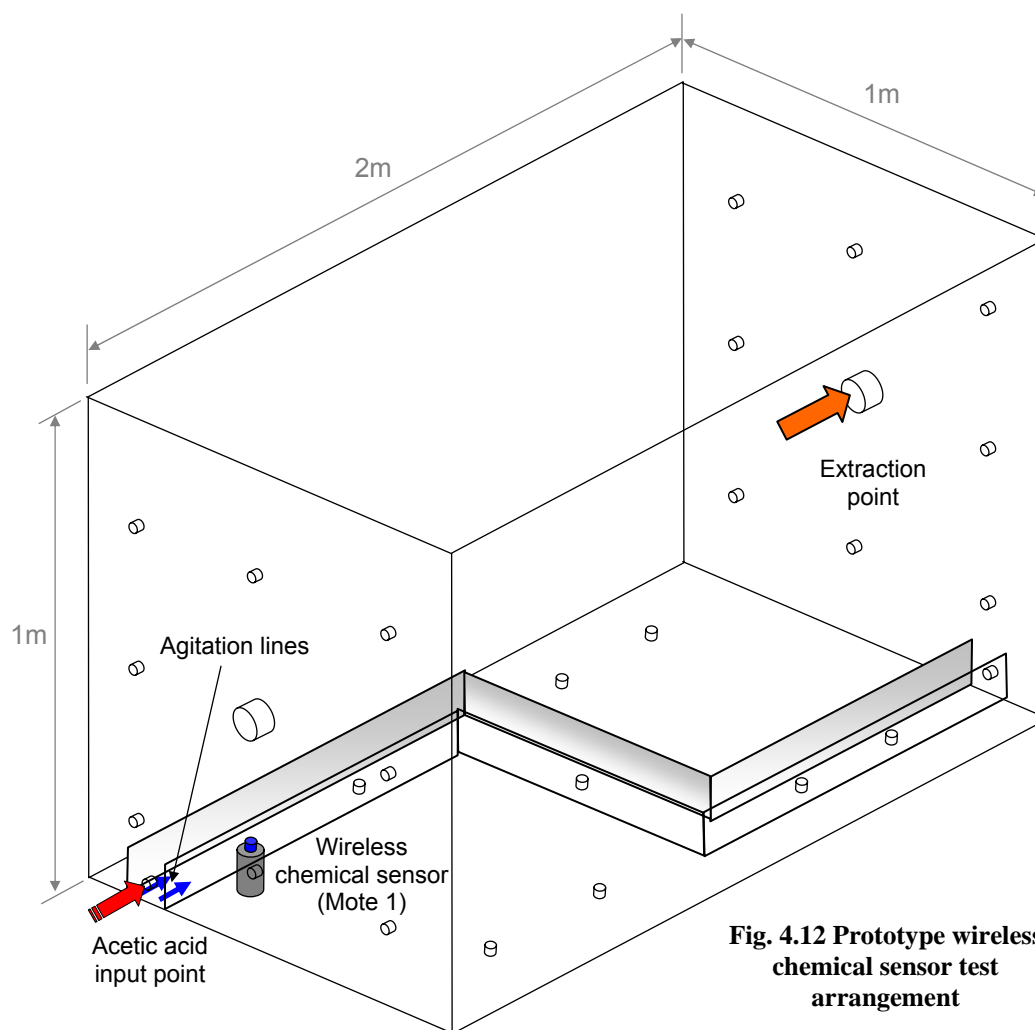 1m
2m
1m
Extraction
point
Agitation lines
Wireless
chemical sensor
(Mote 1)
Acetic acid
input point
Fig. 4.12 Prototype wireless
chemical sensor test
arrangement